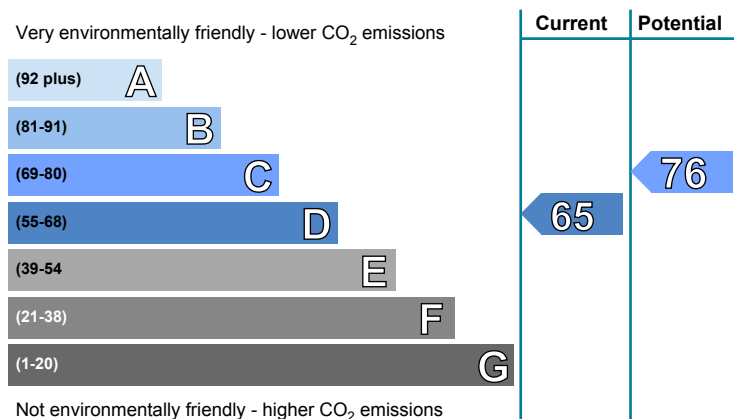 Current Potential
Very environmentally friendly - lower CO2 emissions
(92 plus) A
(81-91) B
(69-80) C
76
(55-68) D
65
(39-54 E
(21-38) F
(1-20) G
Not environmentally friendly - higher CO2 emissions